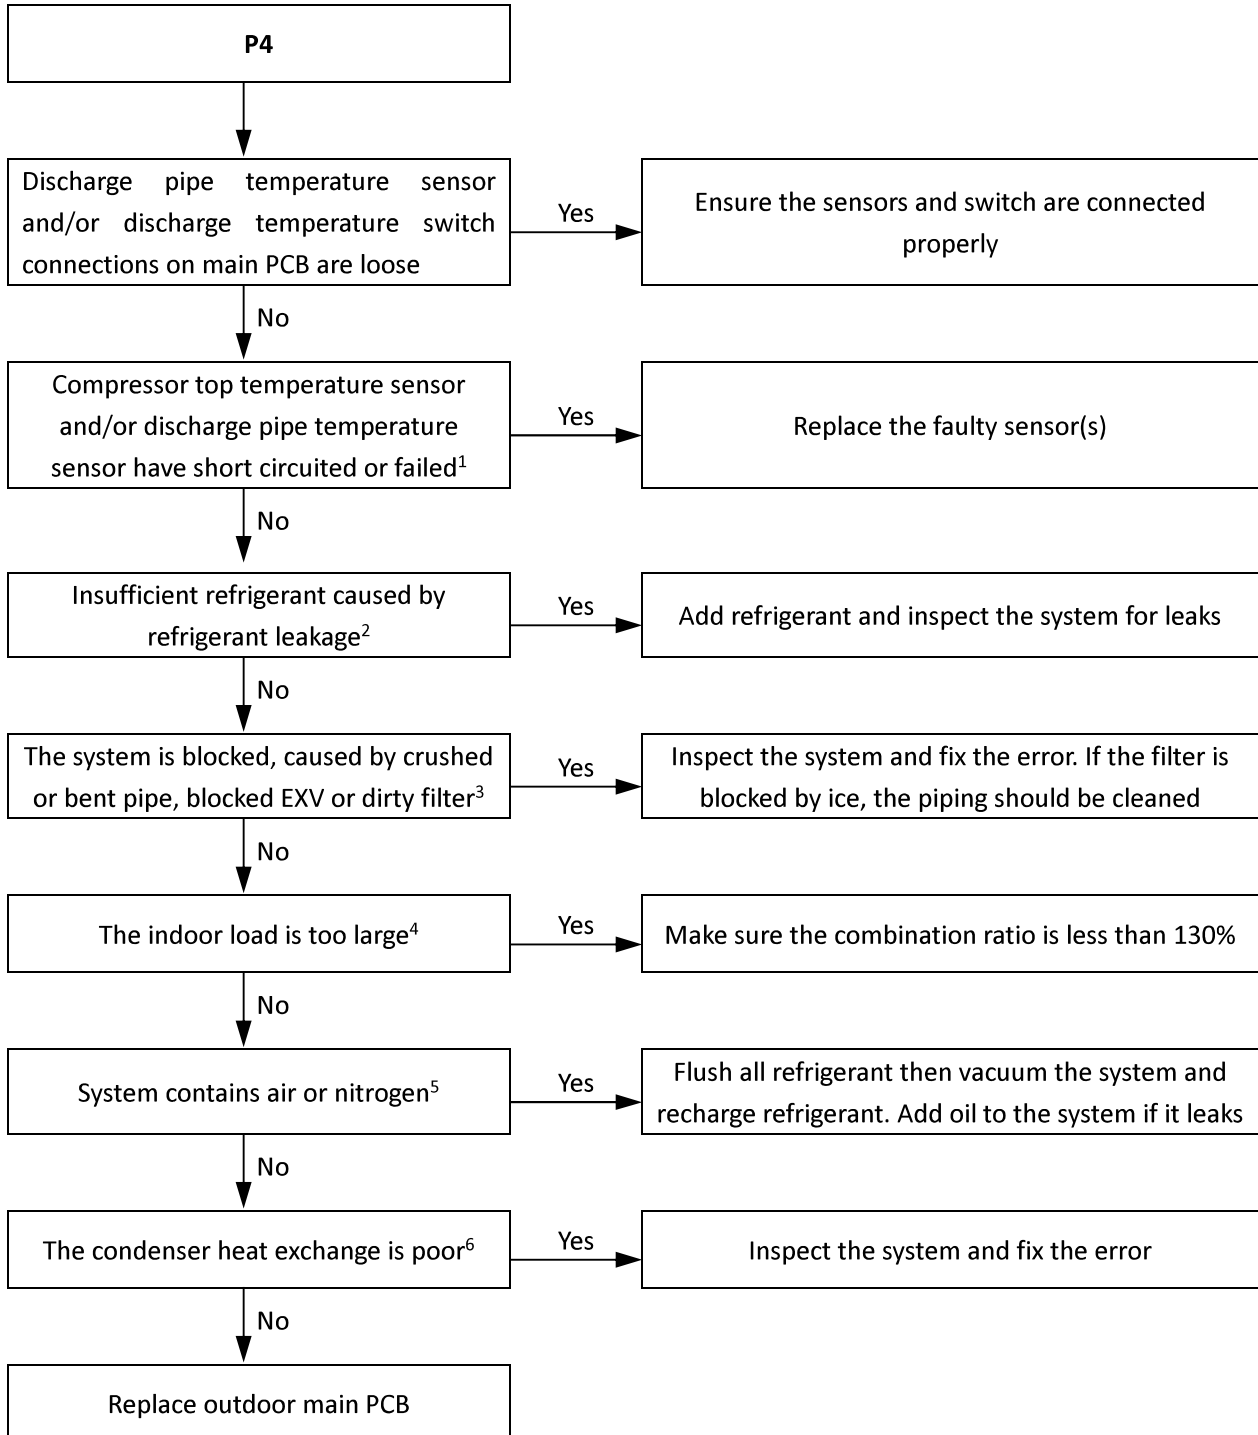 P4
Discharge pipe temperature sensor
and/or discharge temperature switch
connections on main PCB are loose
Yes
Ensure the sensors and switch are connected
properly
No
Compressor top temperature sensor
and/or discharge pipe temperature
sensor have short circuited or failed¹
Yes
Replace the faulty sensor(s)
No
Insufficient refrigerant caused by
refrigerant leakage²
Yes
Add refrigerant and inspect the system for leaks
No
The system is blocked, caused by crushed
or bent pipe, blocked EXV or dirty filter³
Yes
Inspect the system and fix the error. If the filter is
blocked by ice, the piping should be cleaned
No
The indoor load is too large⁴
Yes
Make sure the combination ratio is less than 130%
No
System contains air or nitrogen⁵
Yes
Flush all refrigerant then vacuum the system and
recharge refrigerant. Add oil to the system if it leaks
No
The condenser heat exchange is poor⁶
Yes
Inspect the system and fix the error
No
Replace outdoor main PCB